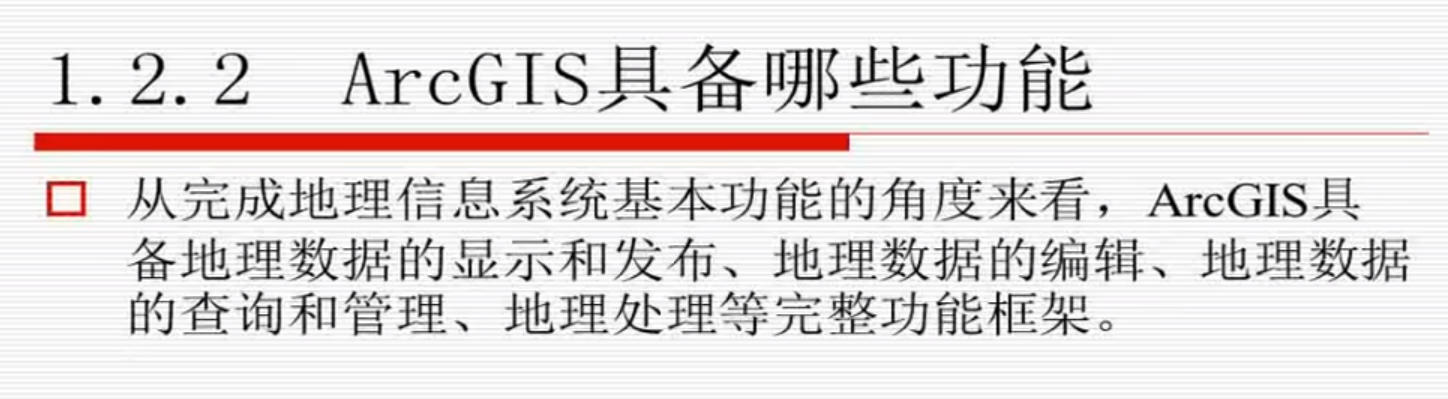 1.2.2 ArcGIS具备哪些功能
从完成地理信息系统基本功能的角度来看，ArcGIS具
备地理数据的显示和发布、地理数据的编辑、地理数据
的查询和管理、地理处理等完整功能框架。